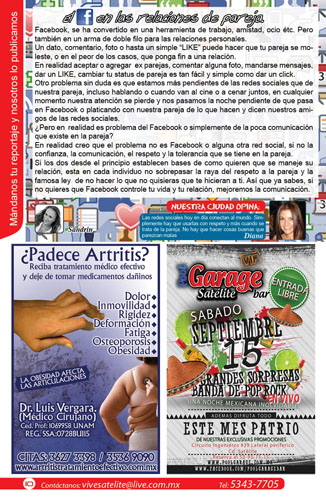 el f en las relaciones de pareja
Facebook, se ha convertido en una herramienta de trabajo, amistad, ocio étc. Pero
también en un arma de doble filo para las relaciones personales.
Un dato, comentario, foto o hasta un simple "LIKE" puede hacer que tu pareja se mo-
leste, o en el peor de los casos, que ponga fin a una relación.
En realidad aceptar o agregar ex parejas, comentar alguna foto, mandarse mensajes,
dar un LIKE, cambiar tu status de pareja es tan fácil y simple como dar un click.
Otro problema sin duda es que estamos más pendientes de las redes sociales que de
nuestra pareja, incluso hablando o cuando van al cine o a cenar juntos, en cualquier
momento nuestra atención se pierde y nos pasamos la noche pendiente de que pasa
en Facebook o platicando con nuestra pareja de lo que hacen y dicen nuestros ami-
gos de las redes sociales.
¿Pero en realidad es problema del Facebook o simplemente de la poca comunicación
que existe en la pareja?
En realidad creo que el problema no es Facebook o alguna otra red social, si no la
confianza, la comunicación, el respeto y la tolerancia que se tiene en la pareja.
Si los dos desde el principio establecen bases de como quieren que se maneje su
relación, esta en cada individuo no sobrepasar la raya del respeto a la pareja y la
famosa ley: de no hacer lo que no quisieras que te hicieran a ti. Así que ya sabes, si
no quieres que Facebook controle tu vida y tu relación, mejoremos la comunicación.
Mándanos tu reportaje y nosotros lo publicamos
#Sandrin
NUESTRA CIUDAD OPINA:
Las redes sociales hoy en día conectan al mundo. Sim-
plemente hay que usarlas con respeto y más cuando se
trata de la pareja. No hay que hacer cosas buenas que
parezcan malas
Diana
¿Padece Artritis?
Reciba tratamiento médico efectivo
y deje de tomar medicamentos dañinos
Dolor
Inmovilidad
Rigidez
Deformación
Fatiga
Osteoporosis
Obesidad
LA OBESIDAD AFECTA
LAS ARTICULACIONES
Dr. Luis Vergara,
(Médico Cirujano)
Ced. Prof: 1069958 UNAM
REG. SSA:0728BLUIS
CITAS 3627 3398 / 3536 9090
www.artritistratamientoefectivo.com.mx
Garage
Satélite bar
ENTRADA
LIBRE
SABADO
SEPTIEMBRE
15
GRANDES SORPRESAS
BANDA DE POP ROCK
EN VIVO
UNA NOCHE MEXICANA
ADEMAS DISFRUTA TODO
ESTE MES PATRIO
DE NUESTRAS EXCLUSIVAS PROMOCIONES
Cd. Satélite
Contáctanos: vivesatelite@live.com.mx
Tel: 5343-7705